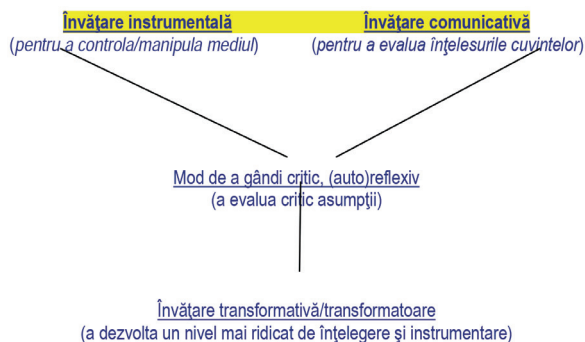 Învăţare instrumentală
(pentru a controla/manipula mediul)
Învăţare comunicativă
(pentru a evalua înţelesurile cuvintelor)
Mod de a gândi critic, (auto)reflexiv
(a evalua critic asumpţii)
Învăţare transformativă/transformatoare
(a dezvolta un nivel mai ridicat de înţelegere şi instrumentare)